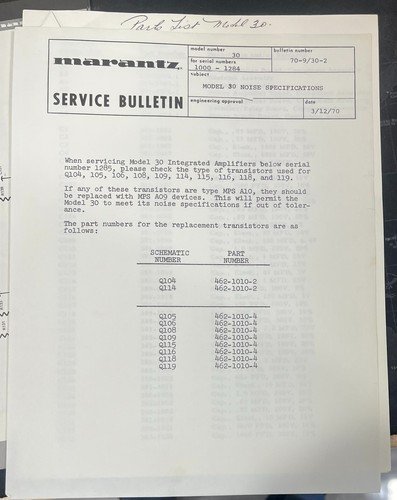 Parts List Model 30.
marantz
SERVICE BULLETIN
model number
30
bulletin number
70-9/30-2
for serial numbers
1000 - 1284
subject
MODEL 30 NOISE SPECIFICATIONS
engineering approval
date
3/12/70
When servicing Model 30 Integrated Amplifiers below serial
number 1285, please check the type of transistors used for
Q104, 105, 106, 108, 109, 114, 115, 116, 118, and 119.
If any of these transistors are type MPS A10, they should
be replaced with MPS A09 devices. This will permit the
Model 30 to meet its noise specifications if out of toler-
ance.
The part numbers for the replacement transistors are as
follows:
SCHEMATIC PART
NUMBER NUMBER
Q104 462-1010-2
Q114 462-1010-2
Q105 462-1010-4
Q106 462-1010-4
Q108 462-1010-4
Q109 462-1010-4
Q115 462-1010-4
Q116 462-1010-4
Q118 462-1010-4
Q119 462-1010-4